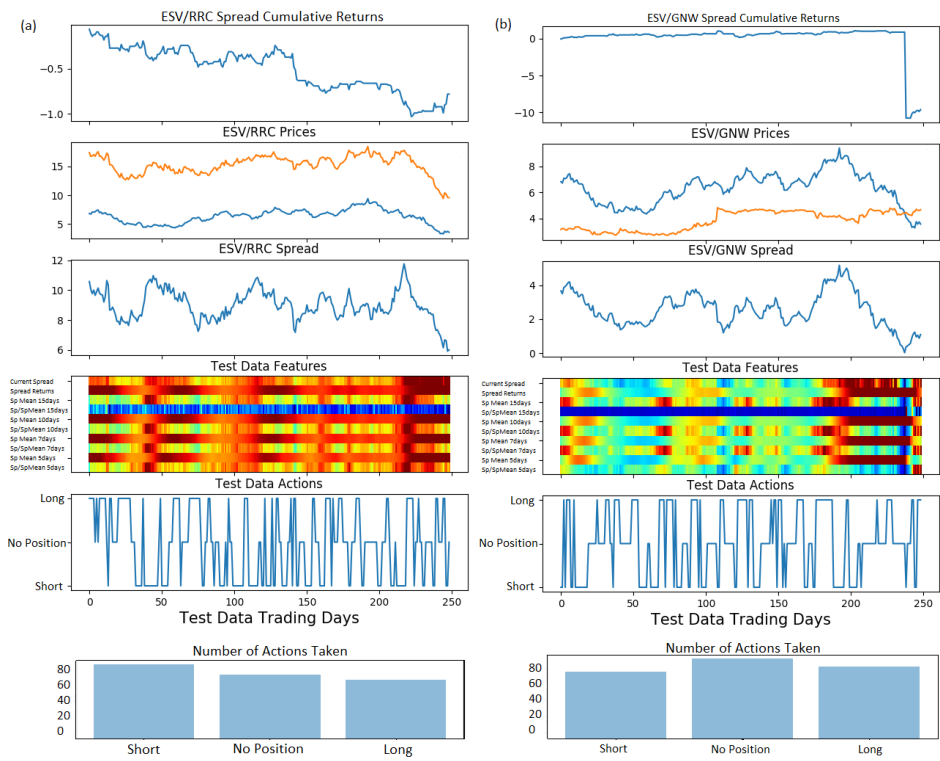 (a)
ESV/RRC Spread Cumulative Returns
−0.5
−1.0
ESV/RRC Prices
15
10
5
ESV/RRC Spread
12
10
8
6
Test Data Features
Current Spread
Spread Returns
Sp Mean 15days
Sp/SpMean 15days
Sp Mean 10days
Sp/SpMean 10days
Sp Mean 7days
Sp/SpMean 7days
Sp Mean 5days
Sp/SpMean 5days
Test Data Actions
Long
No Position
Short
0 50 100 150 200 250
Test Data Trading Days
Number of Actions Taken
80
60
40
20
0
Short No Position Long
(b)
ESV/GNW Spread Cumulative Returns
0
−5
−10
ESV/GNW Prices
8
6
4
ESV/GNW Spread
4
2
0
Test Data Features
Current Spread
Spread Returns
Sp Mean 15days
Sp/SpMean 15days
Sp Mean 10days
Sp/SpMean 10days
Sp Mean 7days
Sp/SpMean 7days
Sp Mean 5days
Sp/SpMean 5days
Test Data Actions
Long
No Position
Short
0 50 100 150 200 250
Test Data Trading Days
Number of Actions Taken
80
60
40
20
0
Short No Position Long